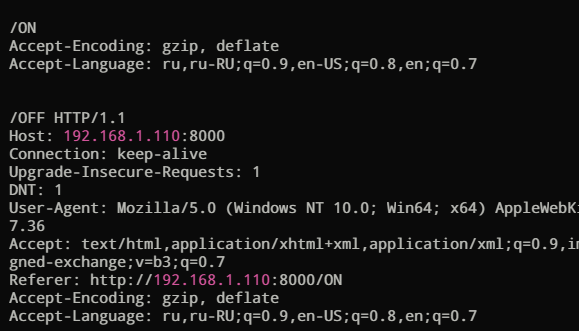 /ON
Accept-Encoding: gzip, deflate
Accept-Language: ru,ru-RU;q=0.9,en-US;q=0.8,en;q=0.7
/OFF HTTP/1.1
Host: 192.168.1.110:8000
Connection: keep-alive
Upgrade-Insecure-Requests: 1
DNT: 1
User-Agent: Mozilla/5.0 (Windows NT 10.0; Win64; x64) AppleWebKi
7.36
Accept: text/html,application/xhtml+xml,application/xml;q=0.9,im
gned-exchange;v=b3;q=0.7
Referer: http://192.168.1.110:8000/ON
Accept-Encoding: gzip, deflate
Accept-Language: ru,ru-RU;q=0.9,en-US;q=0.8,en;q=0.7